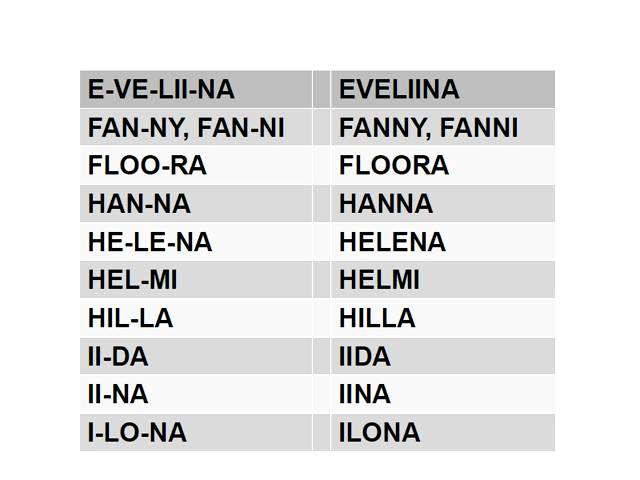 E-VE-LII-NA EVELIINA
FAN-NY, FAN-NI FANNY, FANNI
FLOO-RA FLOORA
HAN-NA HANNA
HE-LE-NA HELENA
HEL-MI HELMI
HIL-LA HILLA
II-DA IIDA
II-NA IINA
I-LO-NA ILONA